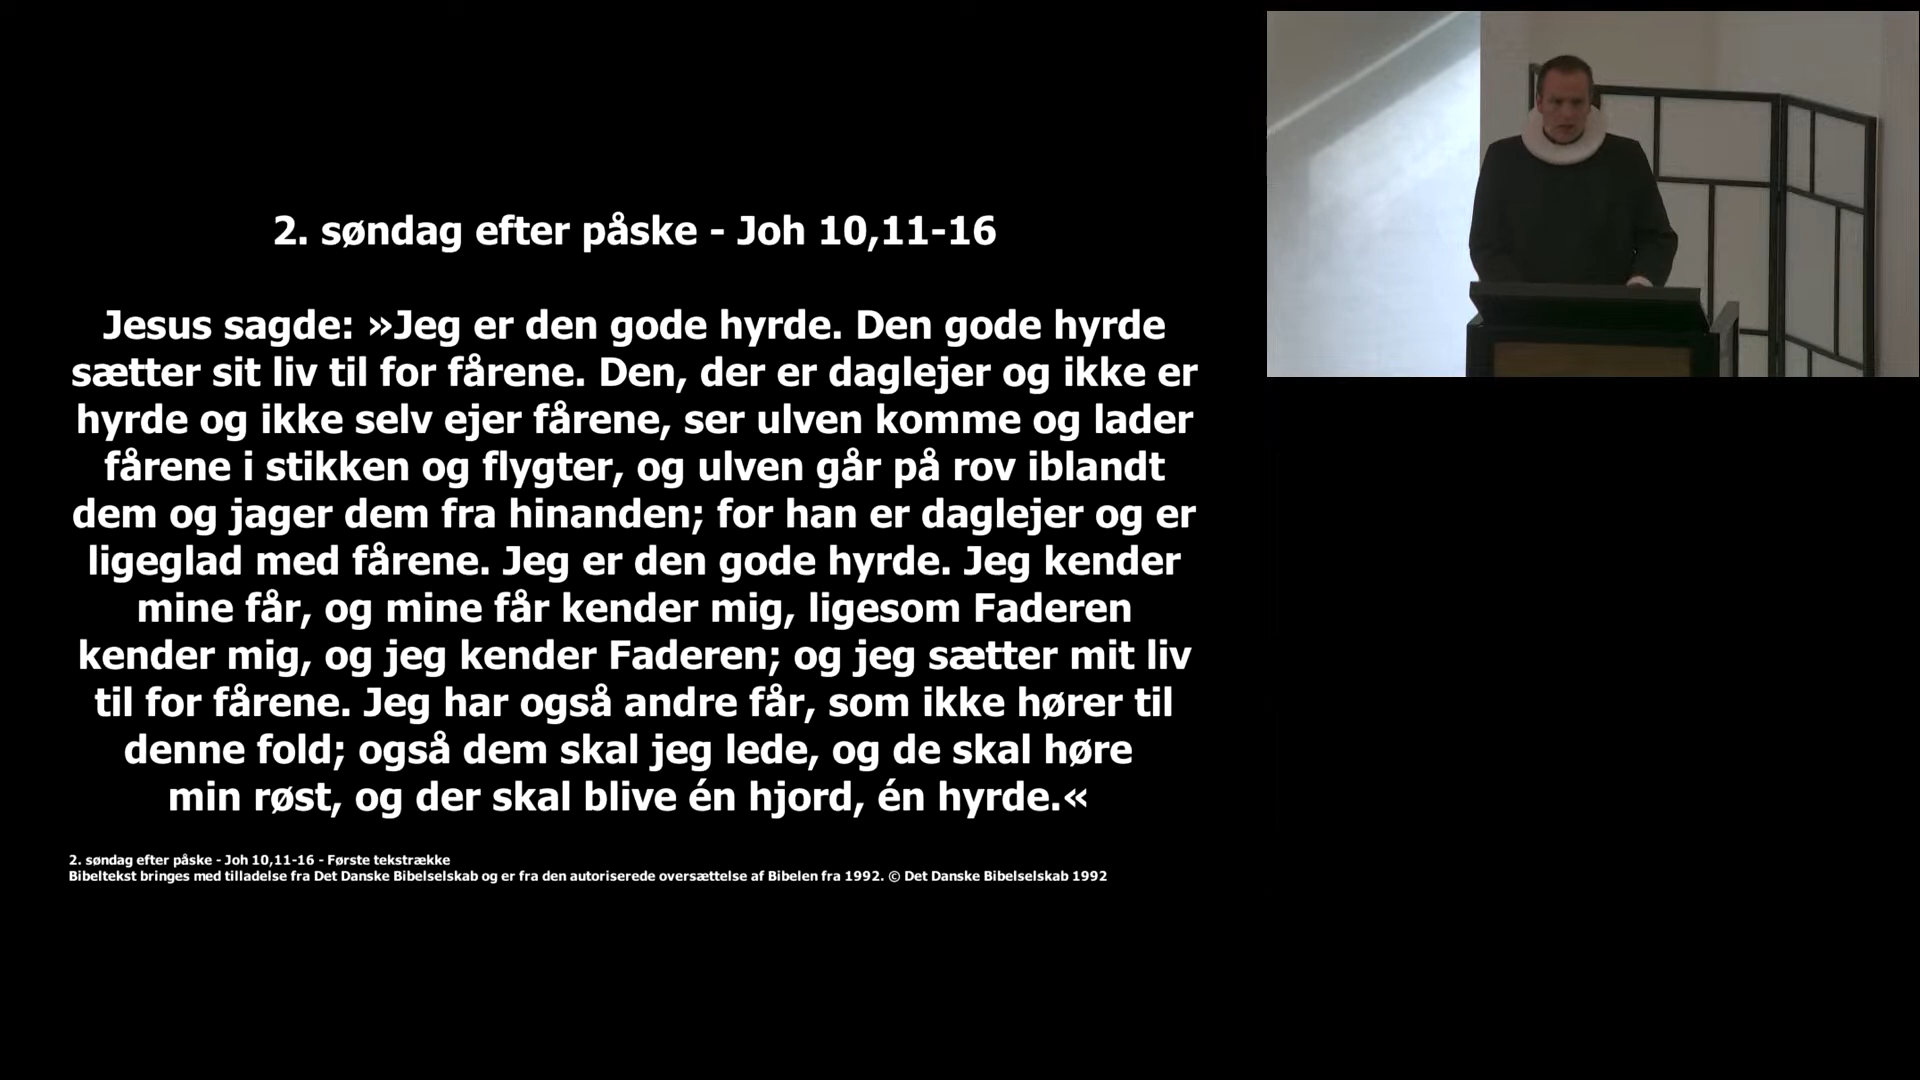 2. søndag efter påske - Joh 10,11-16
Jesus sagde: »Jeg er den gode hyrde. Den gode hyrde
sætter sit liv til for fårene. Den, der er daglejer og ikke er
hyrde og ikke selv ejer fårene, ser ulven komme og lader
fårene i stikken og flygter, og ulven går på rov iblandt
dem og jager dem fra hinanden; for han er daglejer og er
ligeglad med fårene. Jeg er den gode hyrde. Jeg kender
mine får, og mine får kender mig, ligesom Faderen
kender mig, og jeg kender Faderen; og jeg sætter mit liv
til for fårene. Jeg har også andre får, som ikke hører til
denne fold; også dem skal jeg lede, og de skal høre
min røst, og der skal blive én hjord, én hyrde.«
2. søndag efter påske - Joh 10,11-16 - Første tekstrække
Bibeltekst bringes med tilladelse fra Det Danske Bibelselskab og er fra den autoriserede oversættelse af Bibelen fra 1992. © Det Danske Bibelselskab 1992